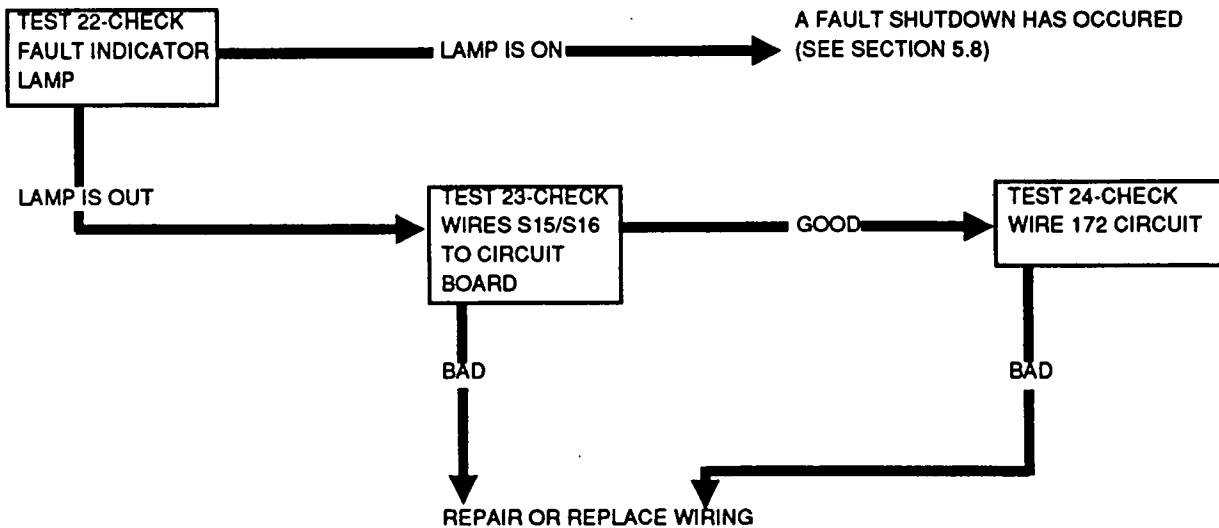 TEST 22-CHECK
FAULT INDICATOR
LAMP
LAMP IS ON
A FAULT SHUTDOWN HAS OCCURED
(SEE SECTION 5.8)
LAMP IS OUT
TEST 23-CHECK
WIRES S15/S16
TO CIRCUIT
BOARD
GOOD
TEST 24-CHECK
WIRE 172 CIRCUIT
BAD
BAD
REPAIR OR REPLACE WIRING